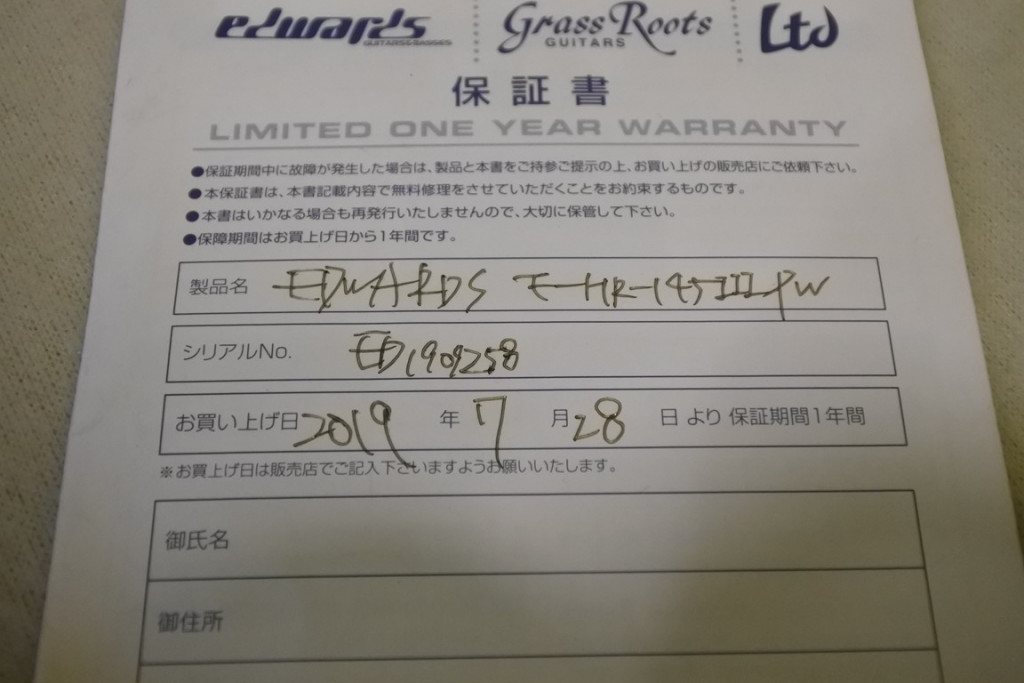 edwards GUITARS&BASSES Grass Roots GUITARS Ltd
保証書
LIMITED ONE YEAR WARRANTY
●保証期間中に故障が発生した場合は、製品と本書をご持参ご提示の上、お買い上げの販売店にご依頼下さい。
●本保証書は、本書記載内容で無料修理をさせていただくことをお約束するものです。
●本書はいかなる場合も再発行いたしませんので、大切に保管して下さい。
●保障期間はお買上げ日から1年間です。
製品名 EDWARDS E-HR-145III PW
シリアルNo. ED1909258
お買い上げ日 2019 年 7 月 28 日 より 保証期間1年間
※お買上げ日は販売店でご記入下さいますようお願いいたします。
御氏名
御住所